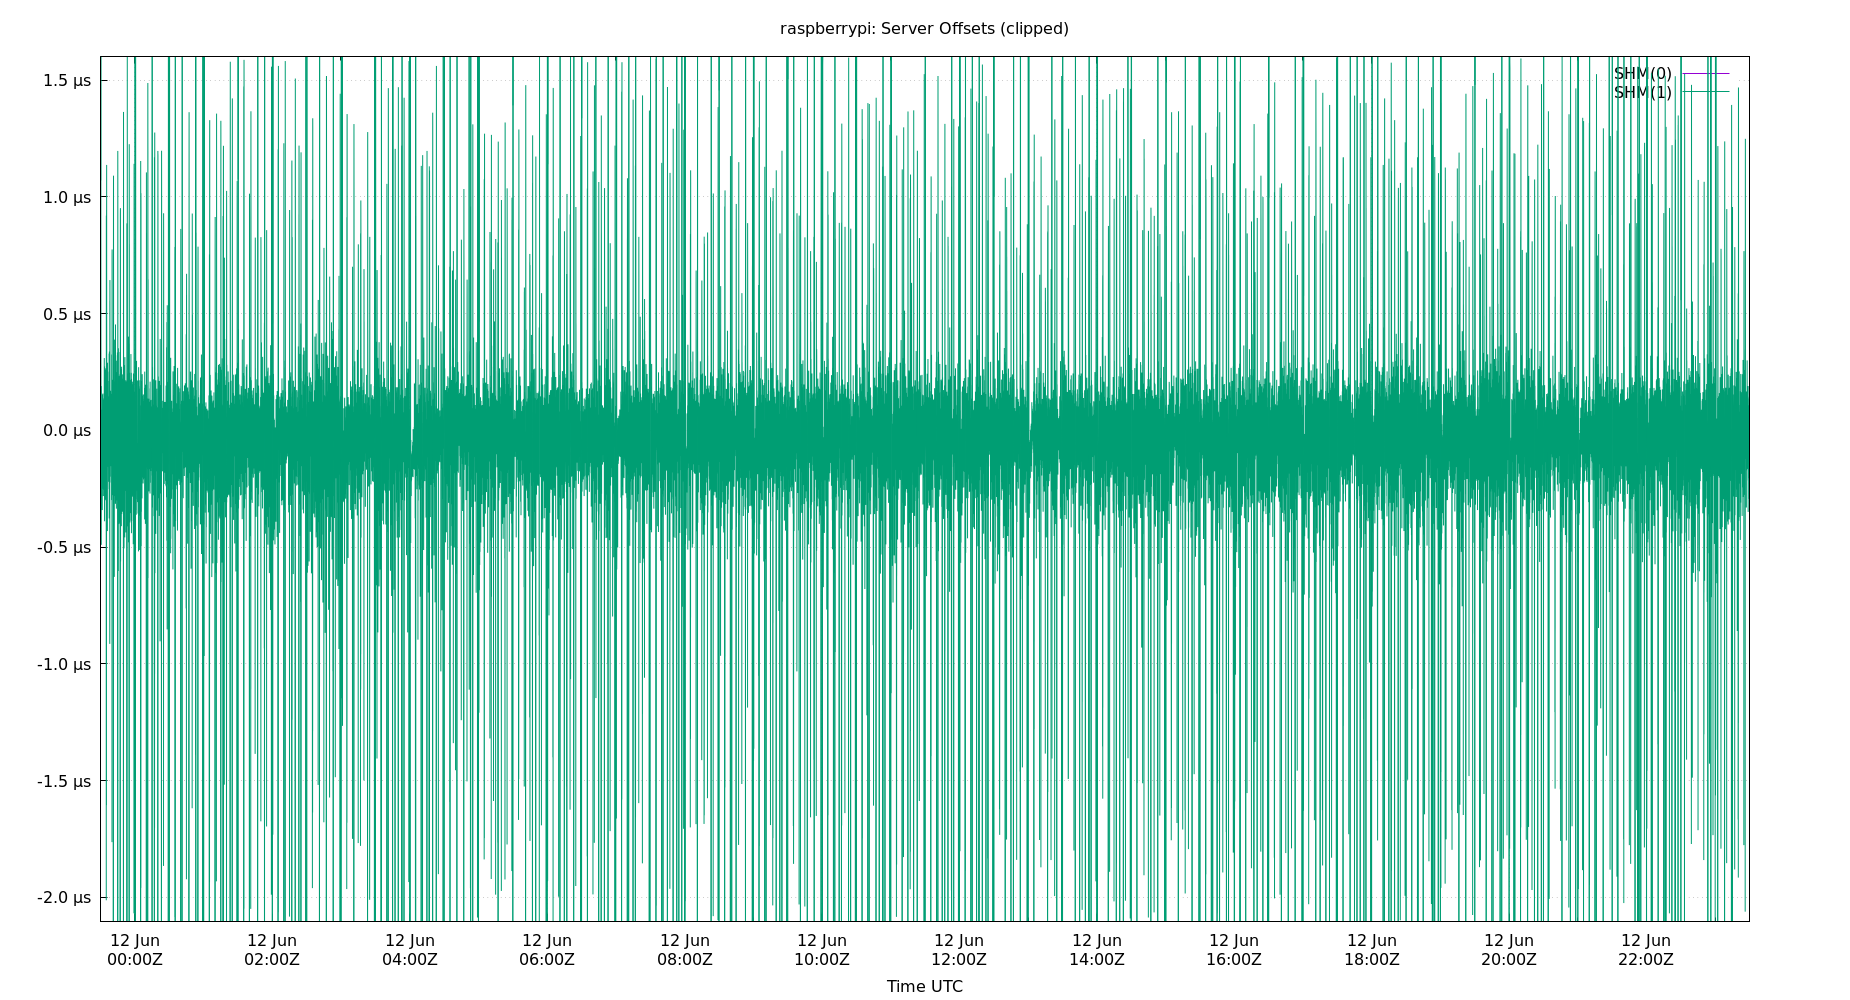 raspberrypi: Server Offsets (clipped)
1.5 µs
1.0 µs
0.5 µs
0.0 µs
-0.5 µs
-1.0 µs
-1.5 µs
-2.0 µs
SHM(0)
SHM(1)
12 Jun 12 Jun 12 Jun 12 Jun 12 Jun 12 Jun 12 Jun 12 Jun 12 Jun 12 Jun 12 Jun 12 Jun
00:00Z 02:00Z 04:00Z 06:00Z 08:00Z 10:00Z 12:00Z 14:00Z 16:00Z 18:00Z 20:00Z 22:00Z
Time UTC